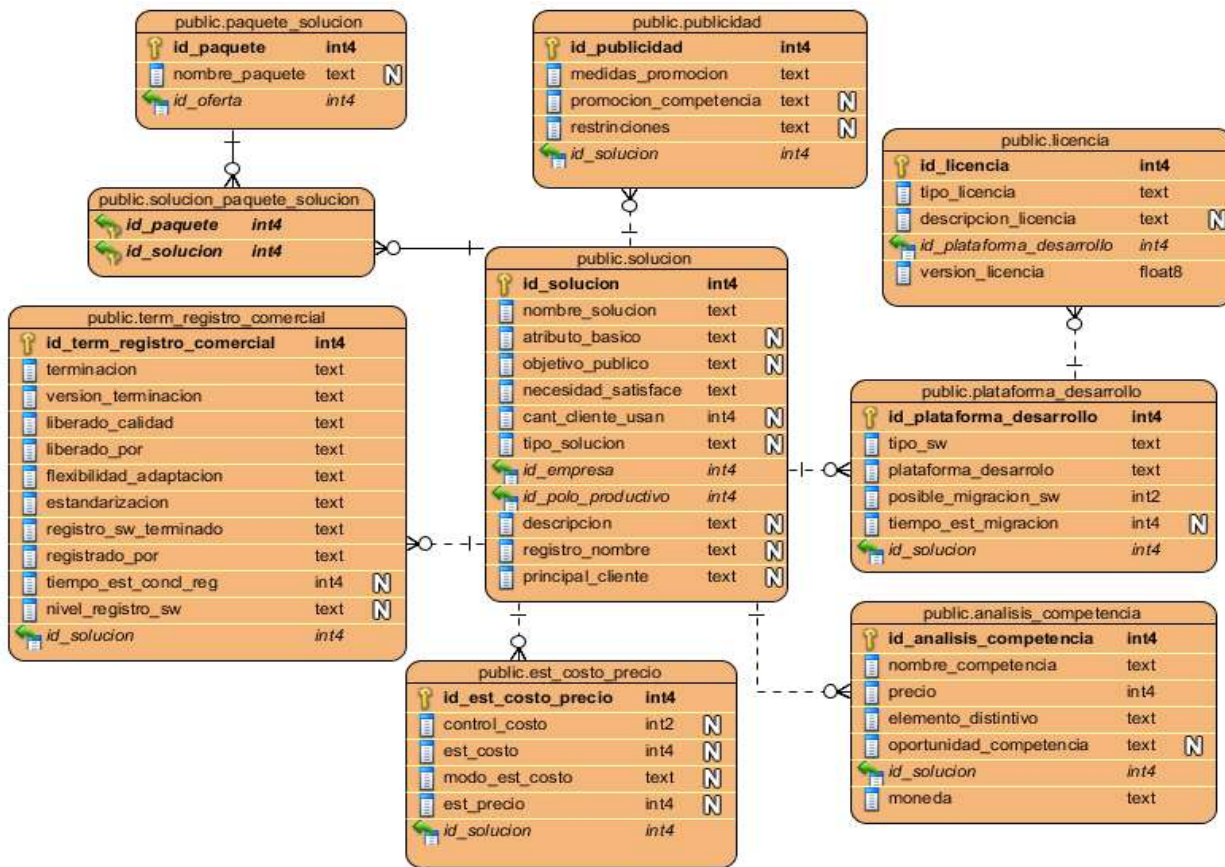 public.paquete_solucion
id_paquete int4
nombre_paquete text N
id_oferta int4
public.publicidad
id_publicidad int4
medidas_promocion text
promocion_competencia text N
restrinciones text N
id_solucion int4
public.licencia
id_licencia int4
tipo_licencia text
descripcion_licencia text N
id_plataforma_desarrollo int4
version_licencia float8
public.solucion_paquete_solucion
id_paquete int4
id_solucion int4
public.solucion
id_solucion int4
nombre_solucion text
atributo_basico text N
objetivo_publico text N
necesidad_satisface text
cant_cliente_usan int4 N
tipo_solucion text N
id_empresa int4
id_polo_productivo int4
descripcion text N
registro_nombre text N
principal_cliente text N
public.term_registro_comercial
id_term_registro_comercial int4
terminacion text
version_terminacion text
liberado_calidad text
liberado_por text
flexibilidad_adaptacion text
estandarizacion text
registro_sw_terminado text
registrado_por text
tiempo_est_concl_reg int4 N
nivel_registro_sw text N
id_solucion int4
public.plataforma_desarrollo
id_plataforma_desarrollo int4
tipo_sw text
plataforma_desarrolo text
posible_migracion_sw int2
tiempo_est_migracion int4 N
id_solucion int4
public.est_costo_precio
id_est_costo_precio int4
control_costo int2 N
est_costo int4 N
modo_est_costo text N
est_precio int4 N
id_solucion int4
public.analisis_competencia
id_analisis_competencia int4
nombre_competencia text
precio int4
elemento_distintivo text
oportunidad_competencia text N
id_solucion int4
moneda text